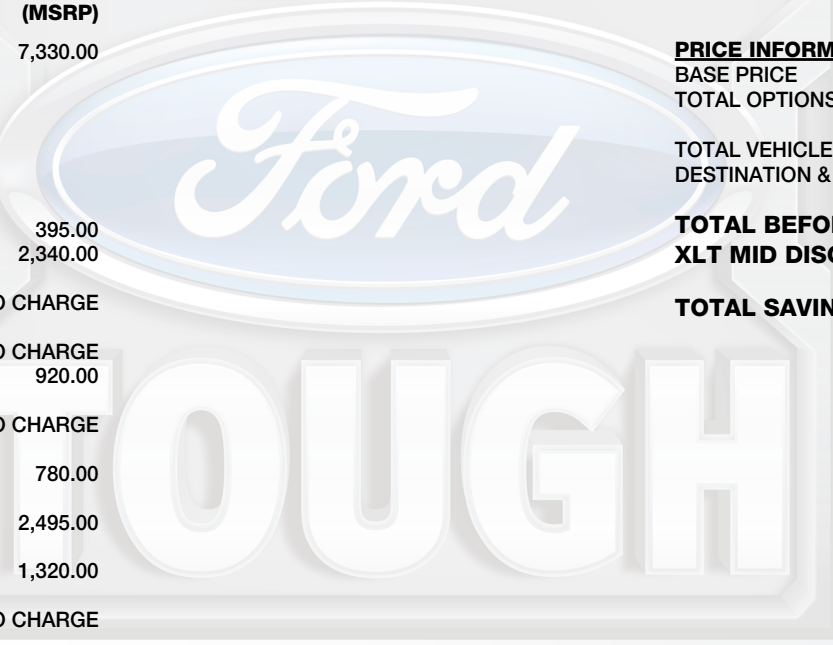 (MSRP)
7,330.00
395.00
2,340.00
O CHARGE
O CHARGE
920.00
O CHARGE
780.00
2,495.00
1,320.00
O CHARGE
PRICE INFORM
BASE PRICE
TOTAL OPTIONS
TOTAL VEHICLE
DESTINATION &
TOTAL BEFO
XLT MID DISC
TOTAL SAVIN
Ford
TOUGH